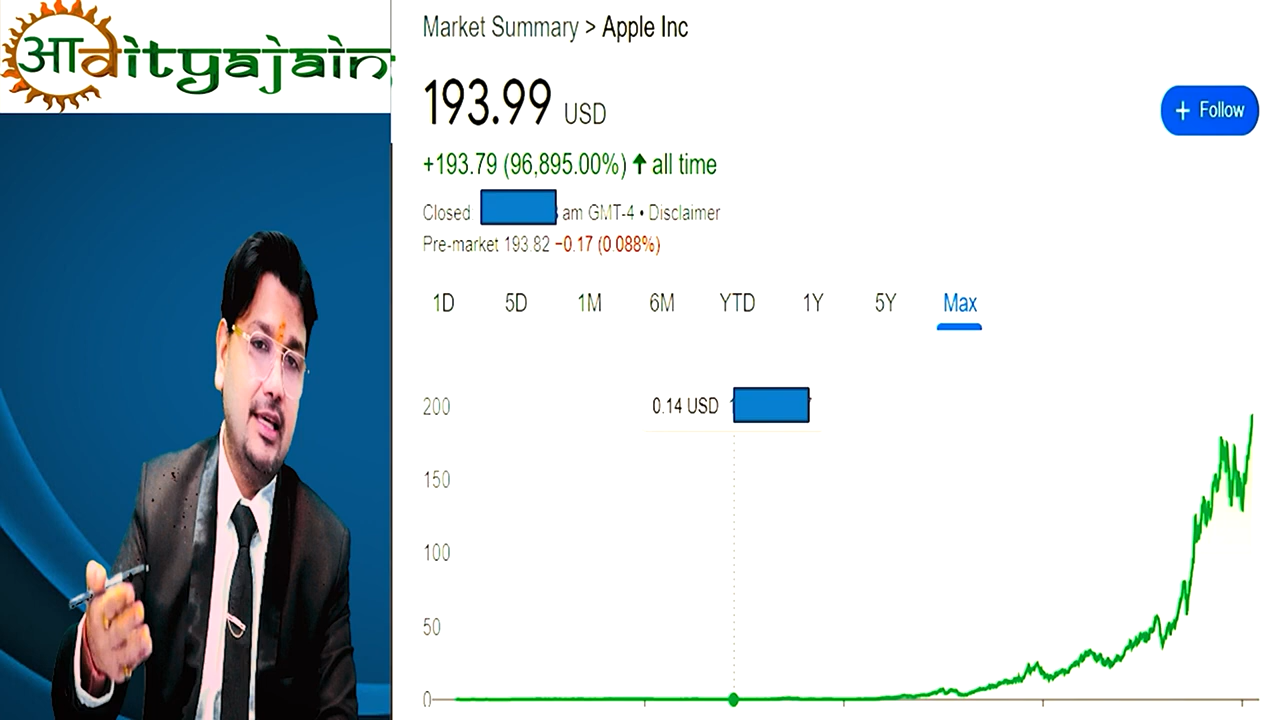 आdityajain
Market Summary > Apple Inc
193.99 USD
+ Follow
+193.79 (96,895.00%) ↑ all time
Closed am GMT-4 • Disclaimer
Pre-market 193.82 −0.17 (0.088%)
1D 5D 1M 6M YTD 1Y 5Y Max
0.14 USD
200
150
100
50
0